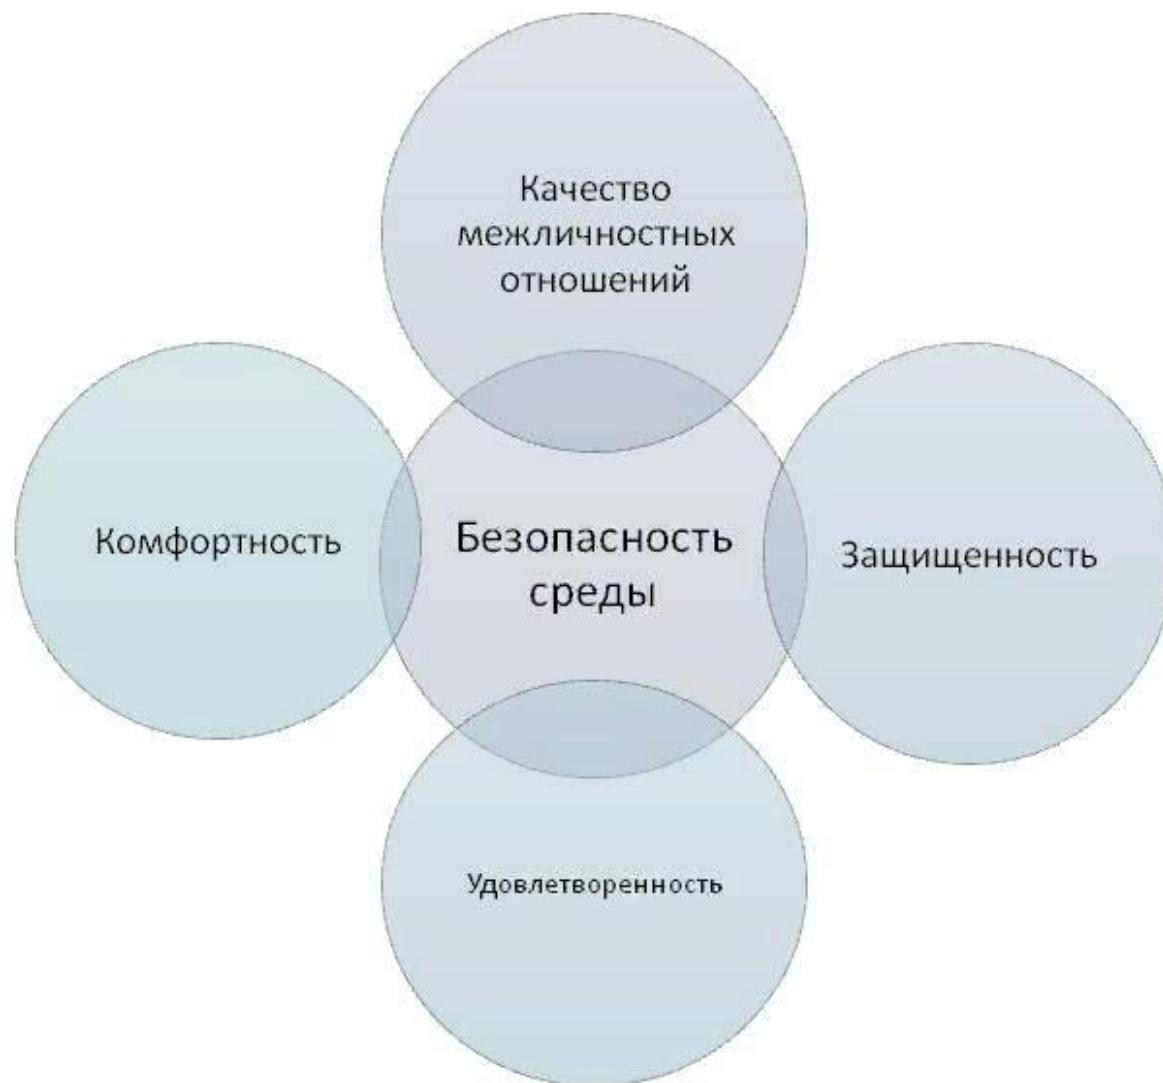 Качество
межличностных
отношений
Комфортность
Безопасность
среды
Защищенность
Удовлетворенность